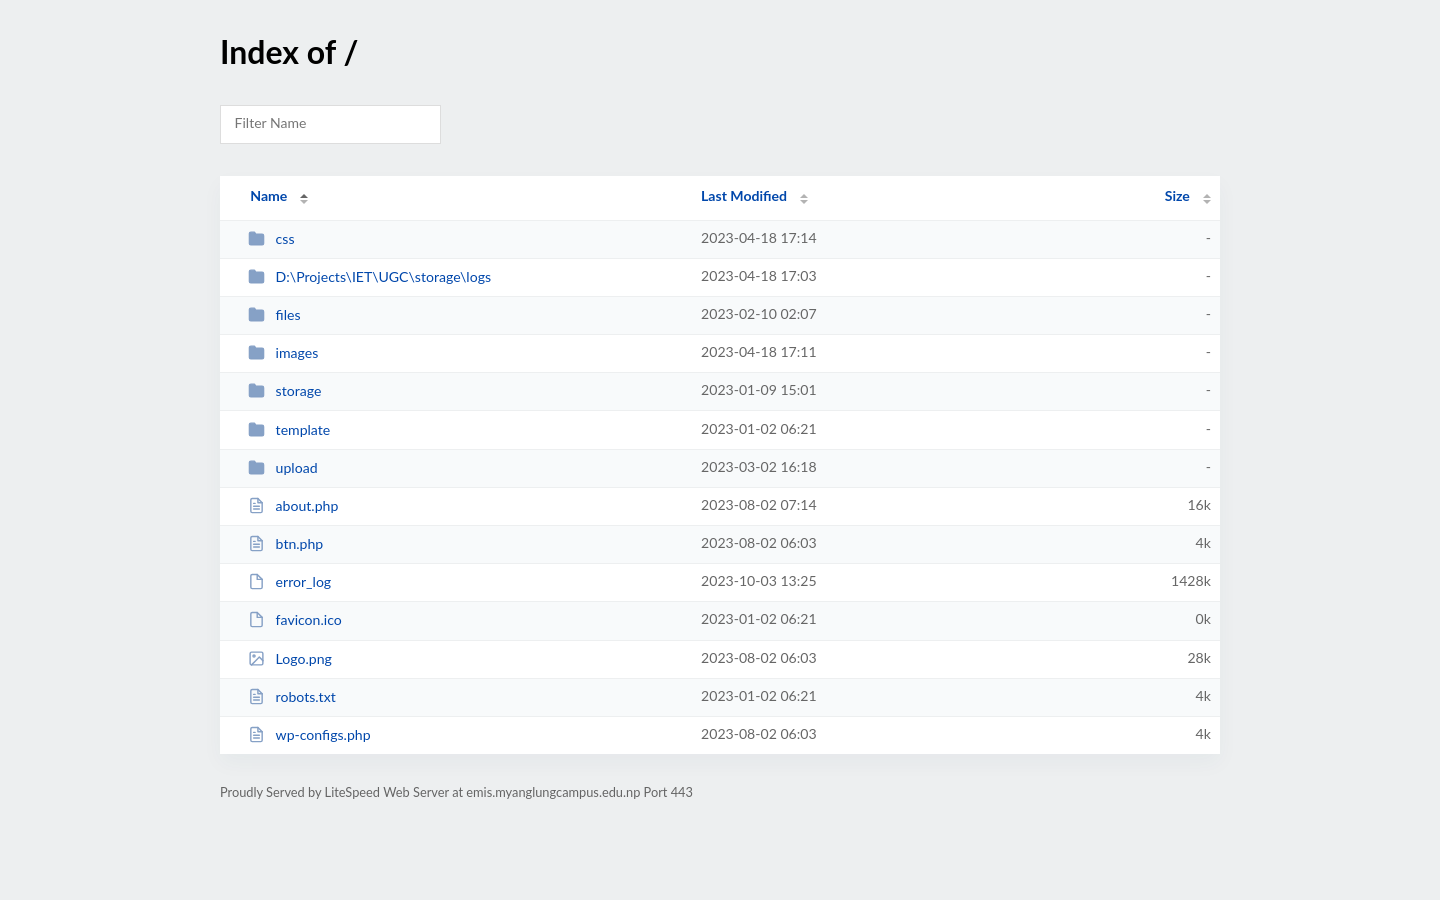 Index of /
Filter Name
Name Last Modified Size
css 2023-04-18 17:14 -
D:\Projects\IET\UGC\storage\logs 2023-04-18 17:03 -
files 2023-02-10 02:07 -
images 2023-04-18 17:11 -
storage 2023-01-09 15:01 -
template 2023-01-02 06:21 -
upload 2023-03-02 16:18 -
about.php 2023-08-02 07:14 16k
btn.php 2023-08-02 06:03 4k
error_log 2023-10-03 13:25 1428k
favicon.ico 2023-01-02 06:21 0k
Logo.png 2023-08-02 06:03 28k
robots.txt 2023-01-02 06:21 4k
wp-configs.php 2023-08-02 06:03 4k
Proudly Served by LiteSpeed Web Server at emis.myanglungcampus.edu.np Port 443